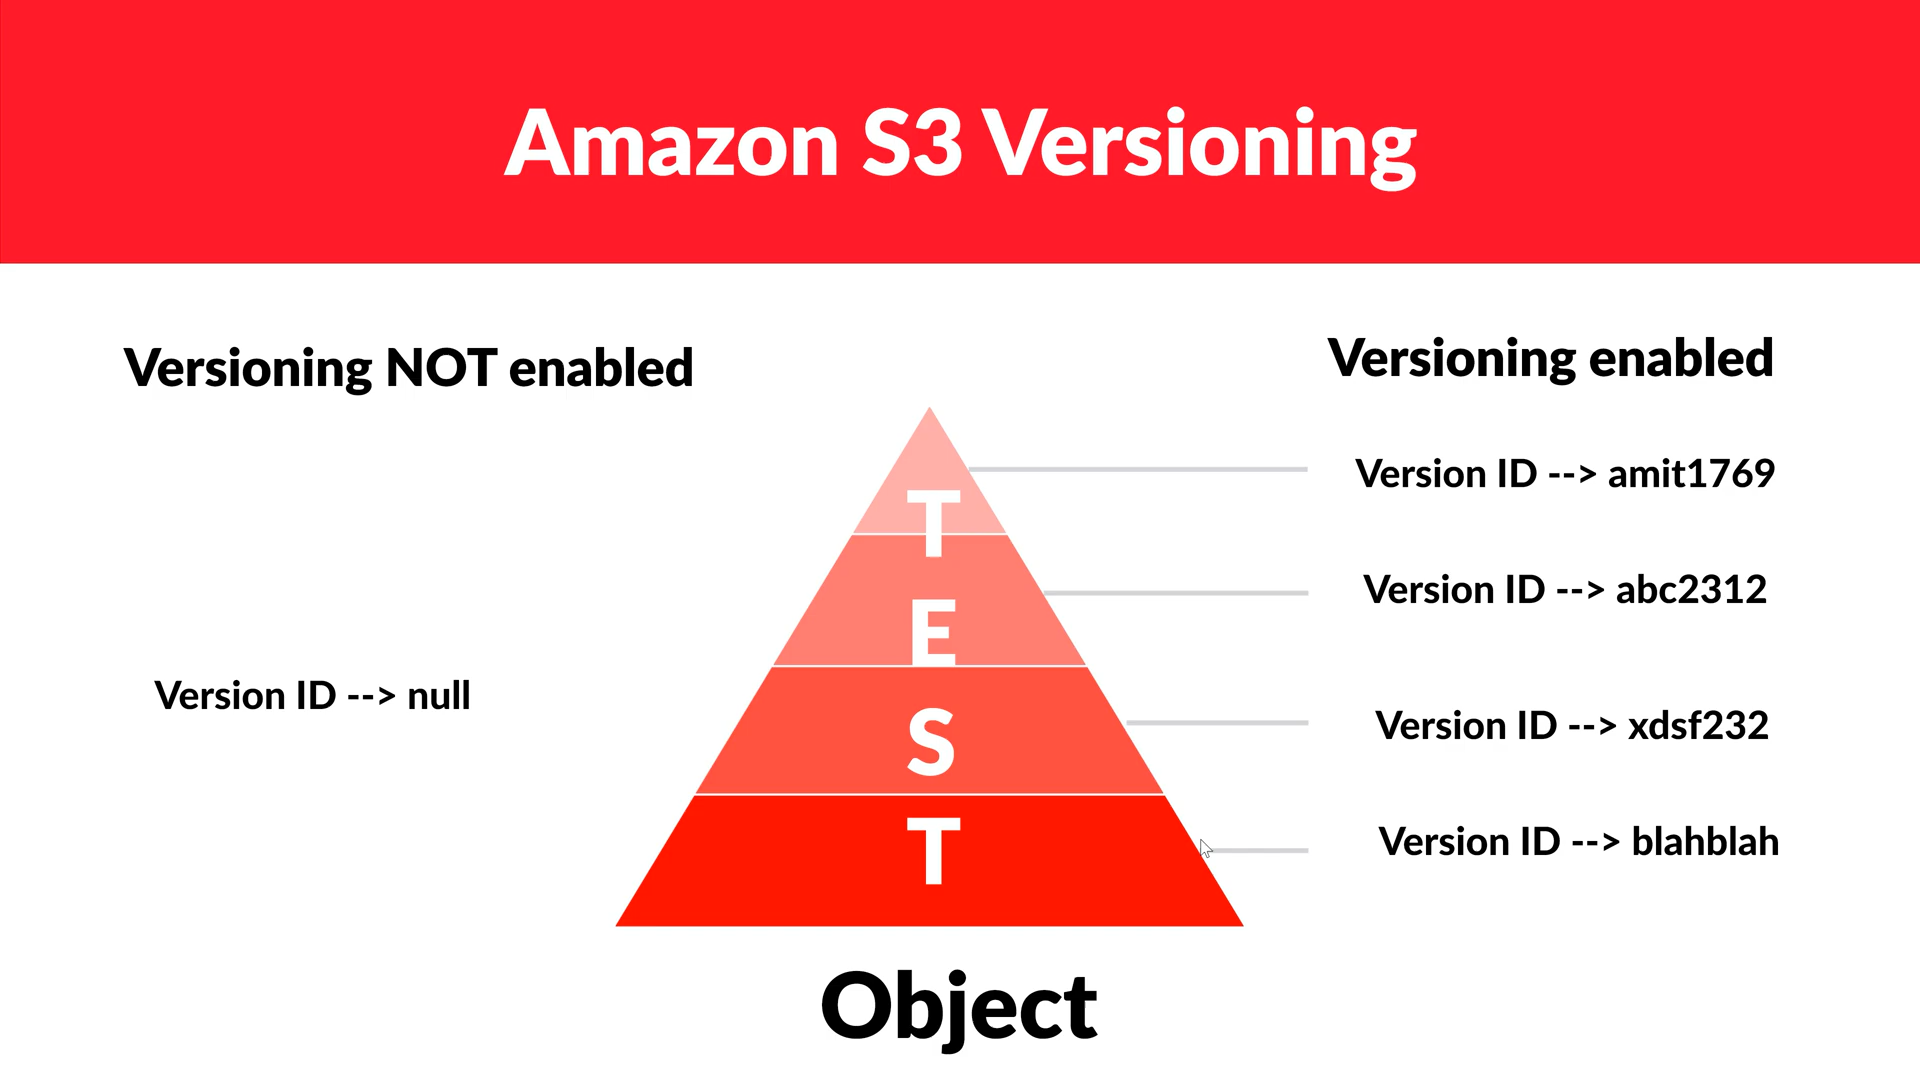 Amazon S3 Versioning
Versioning NOT enabled
Version ID --> null
T
E
S
T
Object
Versioning enabled
Version ID --> amit1769
Version ID --> abc2312
Version ID --> xdsf232
Version ID --> blahblah